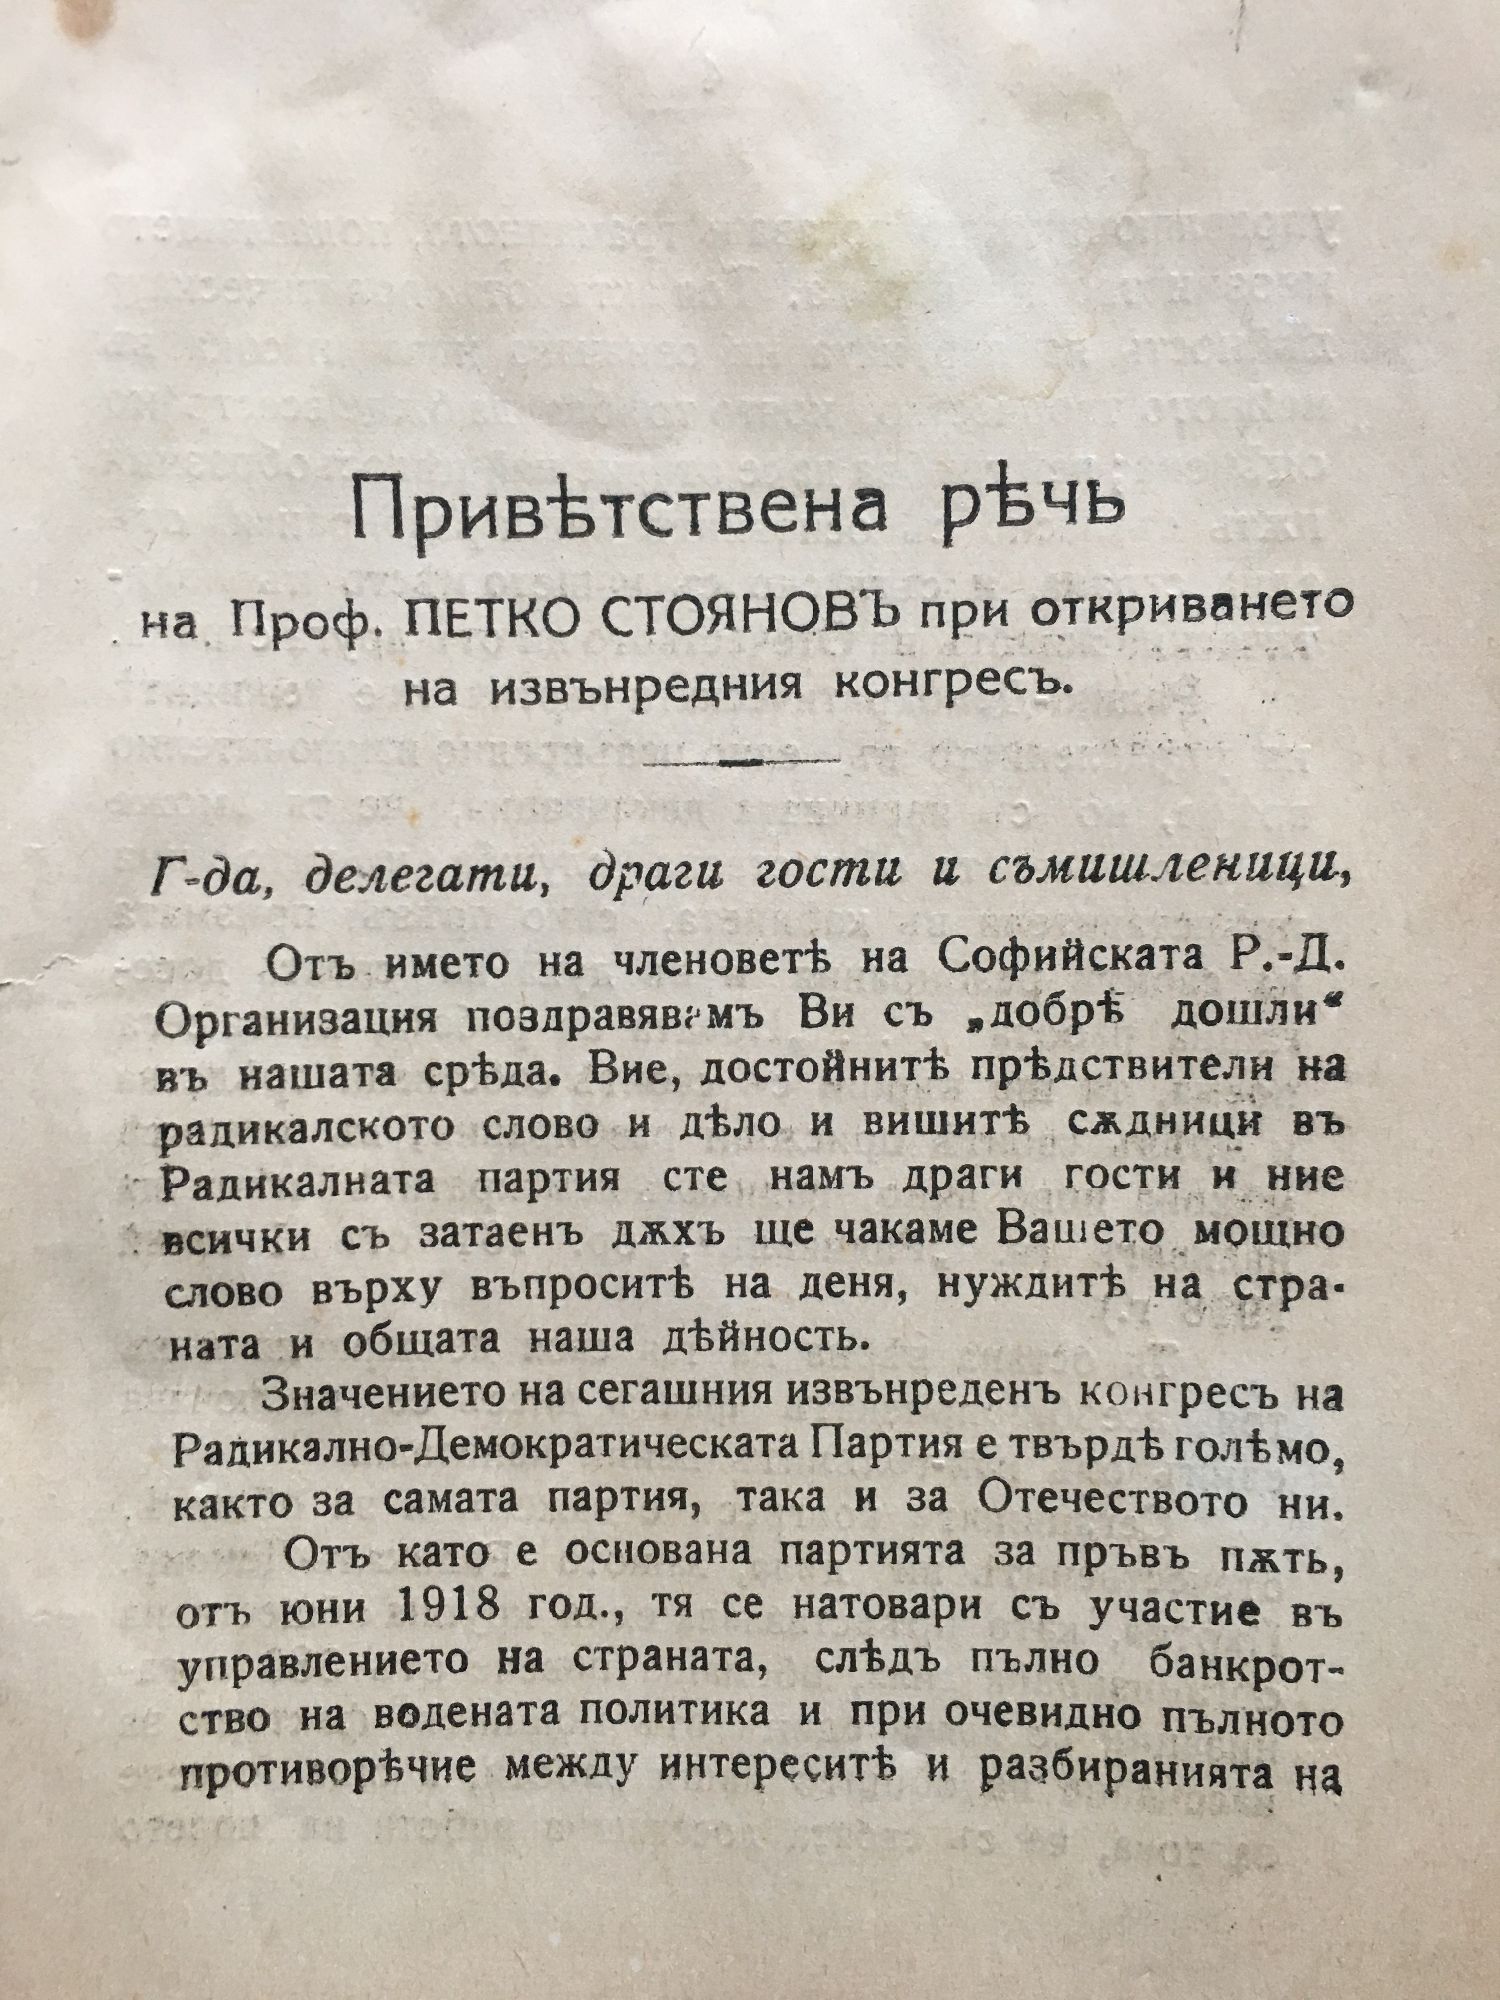 Привѣтствена рѣчь
на Проф. ПЕТКО СТОЯНОВЪ при откриването
на извънредния конгресъ.
Г-да, делегати, драги гости и съмишленици,
Отъ името на членоветѣ на Софийската Р.-Д.
Организация поздравявамъ Ви съ „добрѣ дошли“
въ нашата срѣда. Вие, достойнитѣ прѣдствители на
радикалското слово и дѣло и вишитѣ сѫдници въ
Радикалната партия сте намъ драги гости и ние
всички съ затаенъ дѫхъ ще чакаме Вашето мощно
слово върху въпроситѣ на деня, нуждитѣ на стра-
ната и общата наша дѣйность.
Значението на сегашния извънреденъ конгресъ на
Радикално-Демократическата Партия е твърдѣ голѣмо,
както за самата партия, така и за Отечеството ни.
Отъ като е основана партията за пръвъ пѫть,
отъ юни 1918 год., тя се натовари съ участие въ
управлението на страната, слѣдъ пълно банкрот-
ство на водената политика и при очевидно пълното
противорѣчие между интереситѣ и разбиранията на